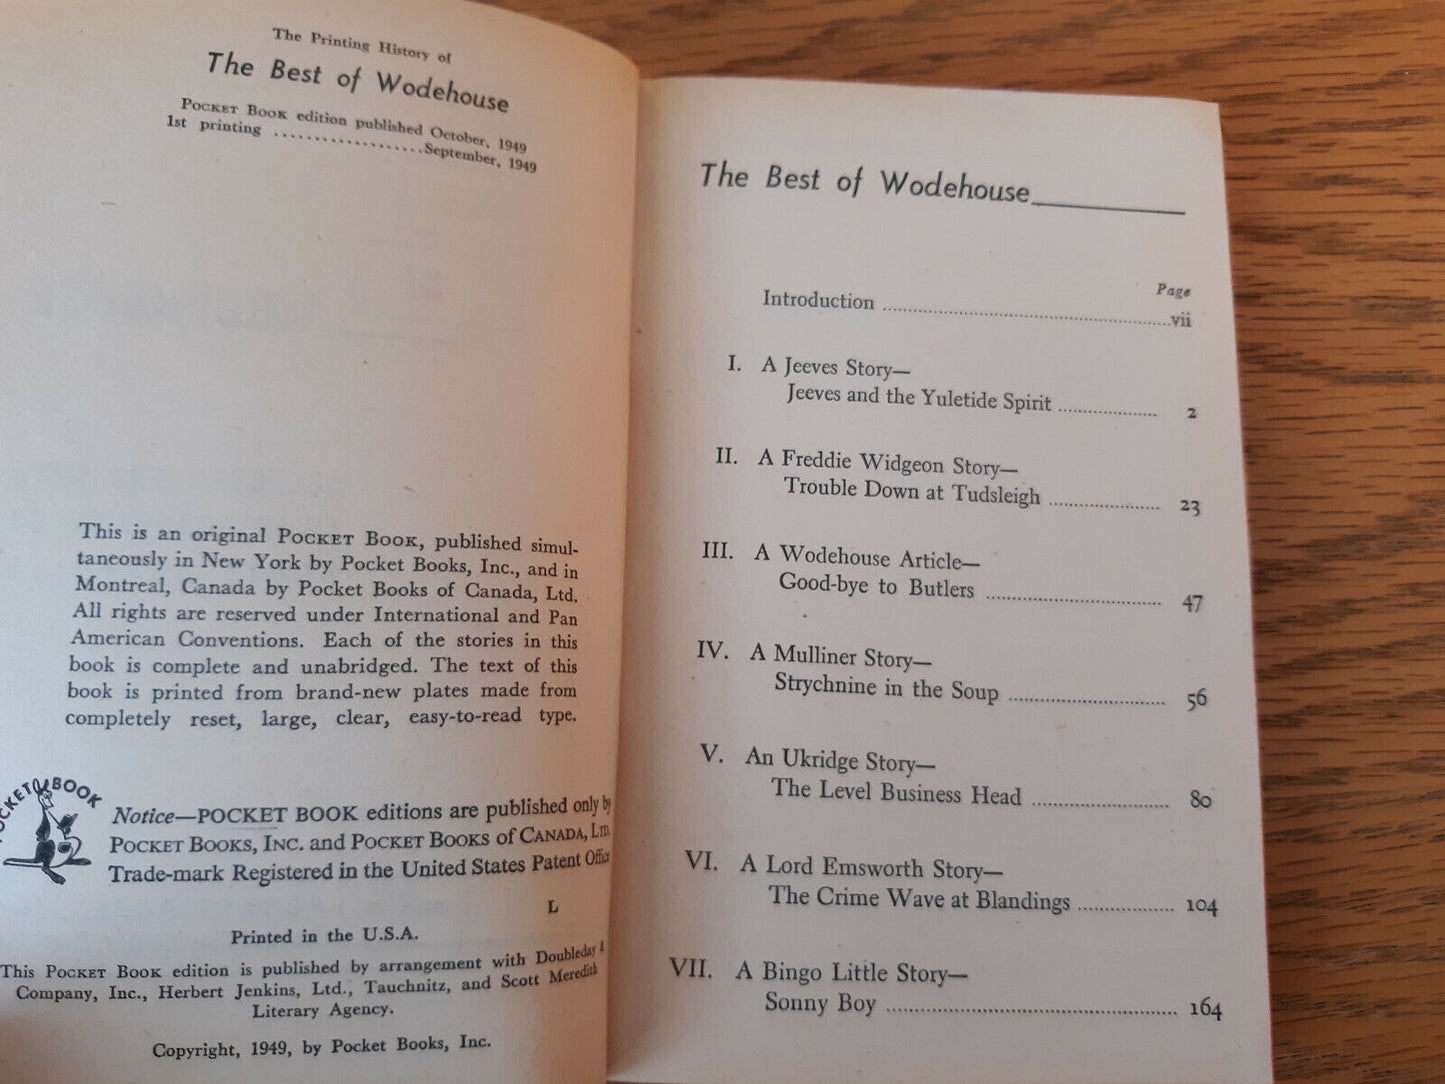 The Printing History of
The Best of Wodehouse
POCKET BOOK edition published October, 1949
1st printing ...................September, 1949
This is an original POCKET BOOK, published simul-
taneously in New York by Pocket Books, Inc., and in
Montreal, Canada by Pocket Books of Canada, Ltd.
All rights are reserved under International and Pan
American Conventions. Each of the stories in this
book is complete and unabridged. The text of this
book is printed from brand-new plates made from
completely reset, large, clear, easy-to-read type.
POCKET BOOK
Notice—POCKET BOOK editions are published only by
POCKET BOOKS, INC. and POCKET BOOKS of CANADA, LTD.
Trade-mark Registered in the United States Patent Office
L
Printed in the U.S.A.
This POCKET BOOK edition is published by arrangement with Doubleday &
Company, Inc., Herbert Jenkins, Ltd., Tauchnitz, and Scott Meredith
Literary Agency.
Copyright, 1949, by Pocket Books, Inc.
The Best of Wodehouse
Page
Introduction ........................................................vii
I. A Jeeves Story—
Jeeves and the Yuletide Spirit .................... 2
II. A Freddie Widgeon Story—
Trouble Down at Tudsleigh ...................... 23
III. A Wodehouse Article—
Good-bye to Butlers .................................. 47
IV. A Mulliner Story—
Strychnine in the Soup .............................. 56
V. An Ukridge Story—
The Level Business Head .......................... 80
VI. A Lord Emsworth Story—
The Crime Wave at Blandings .................. 104
VII. A Bingo Little Story—
Sonny Boy ........................................................ 164